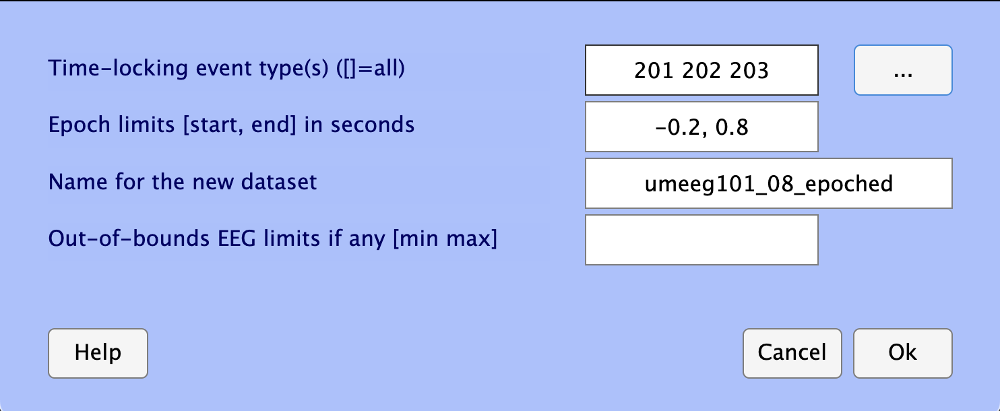 Time-locking event type(s) ([]=all) 201 202 203 ...
Epoch limits [start, end] in seconds -0.2, 0.8
Name for the new dataset umeeg101_08_epoched
Out-of-bounds EEG limits if any [min max]
Help Cancel Ok